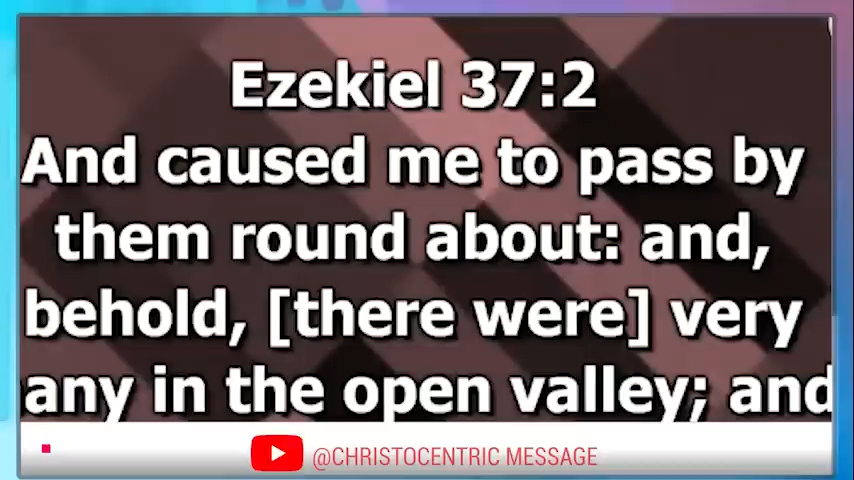 Ezekiel 37:2
And caused me to pass by
them round about: and,
behold, [there were] very
any in the open valley; and
@CHRISTOCENTRIC MESSAGE